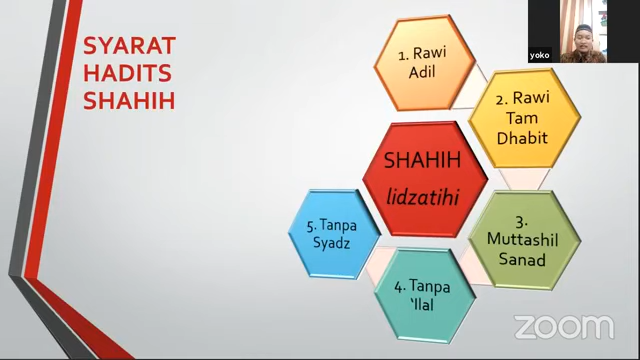 SYARAT
HADITS
SHAHIH
1. Rawi
Adil
2. Rawi
Tam
Dhabit
SHAHIH
lidzatihi
3.
Muttashil
Sanad
4. Tanpa
'Ilal
5. Tanpa
Syadz
yoko
zoom